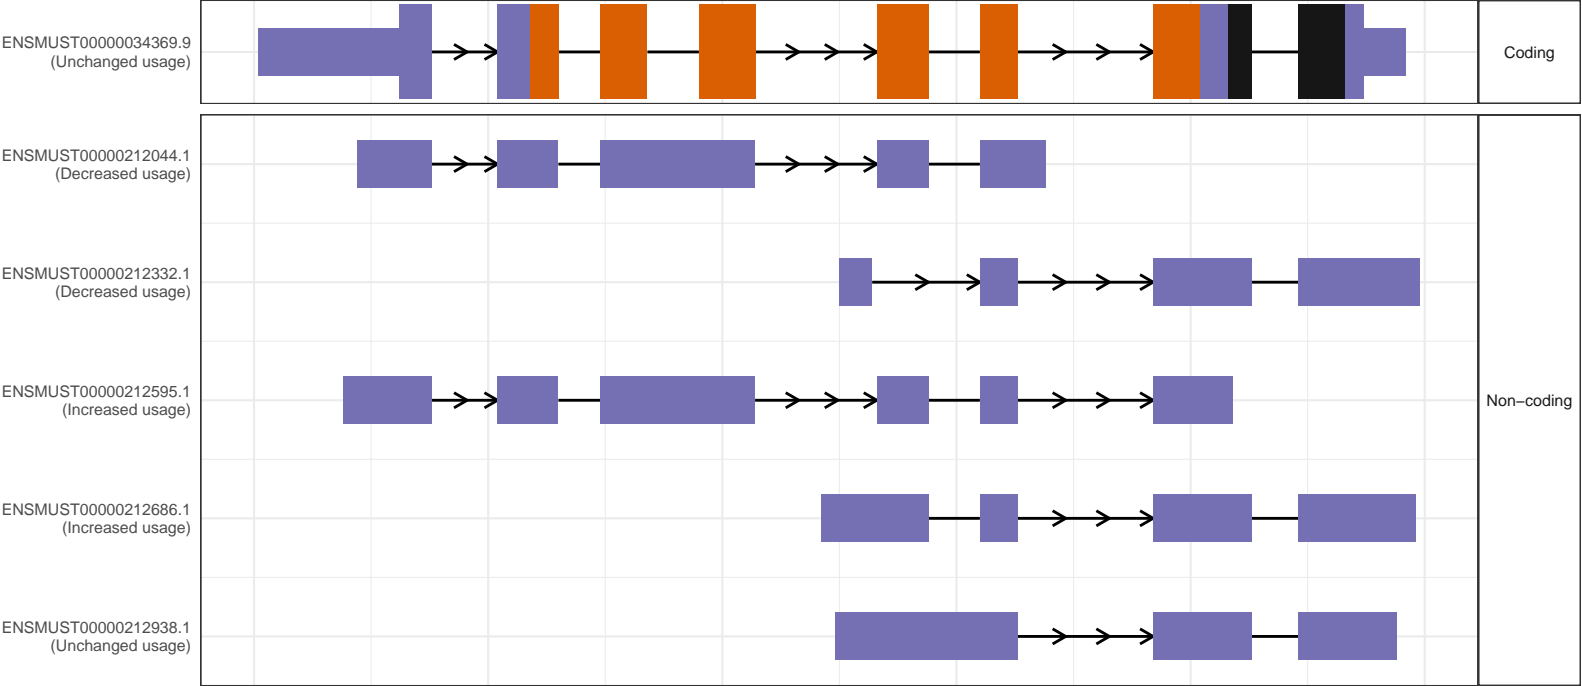 ENSMUST00000034369.9
(Unchanged usage)
Coding
ENSMUST00000212044.1
(Decreased usage)
ENSMUST00000212332.1
(Decreased usage)
ENSMUST00000212595.1
(Increased usage)
Non−coding
ENSMUST00000212686.1
(Increased usage)
ENSMUST00000212938.1
(Unchanged usage)